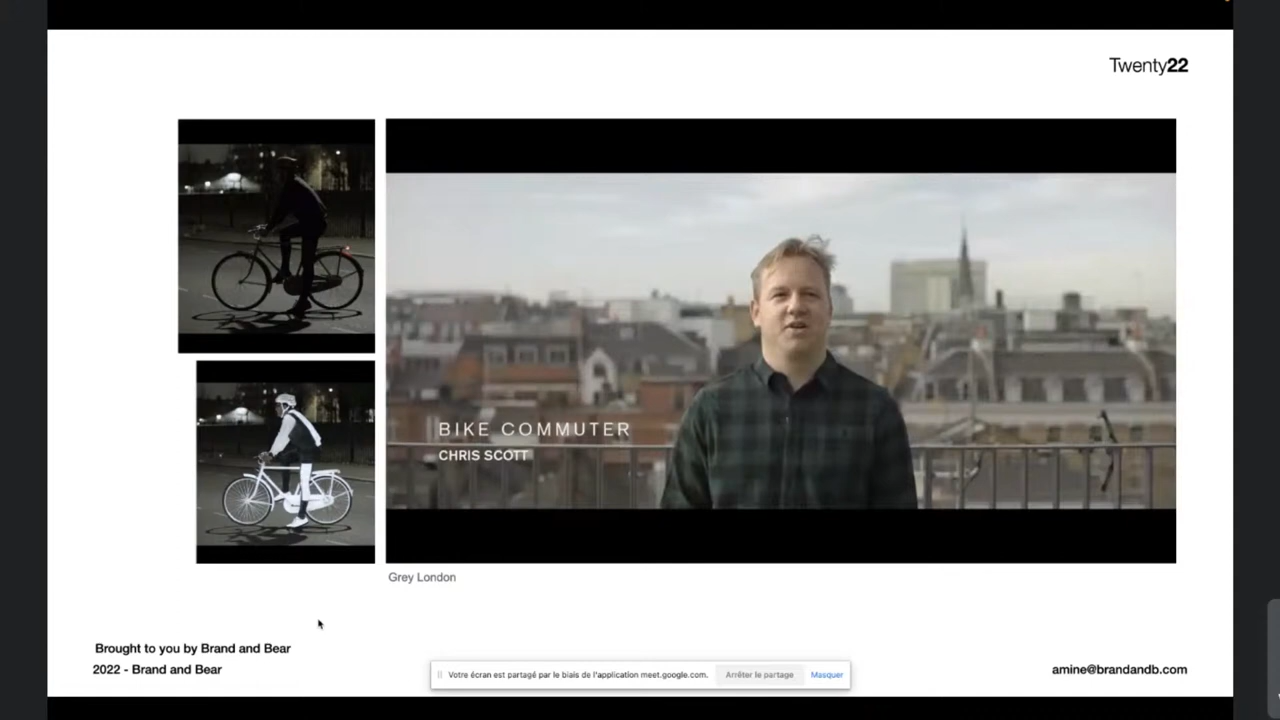 Twenty22
BIKE COMMUTER
CHRIS SCOTT
Grey London
Brought to you by Brand and Bear
2022 - Brand and Bear
Votre écran est partagé par le biais de l'application meet.google.com.
Arrêter le partage
Masquer
amine@brandandb.com